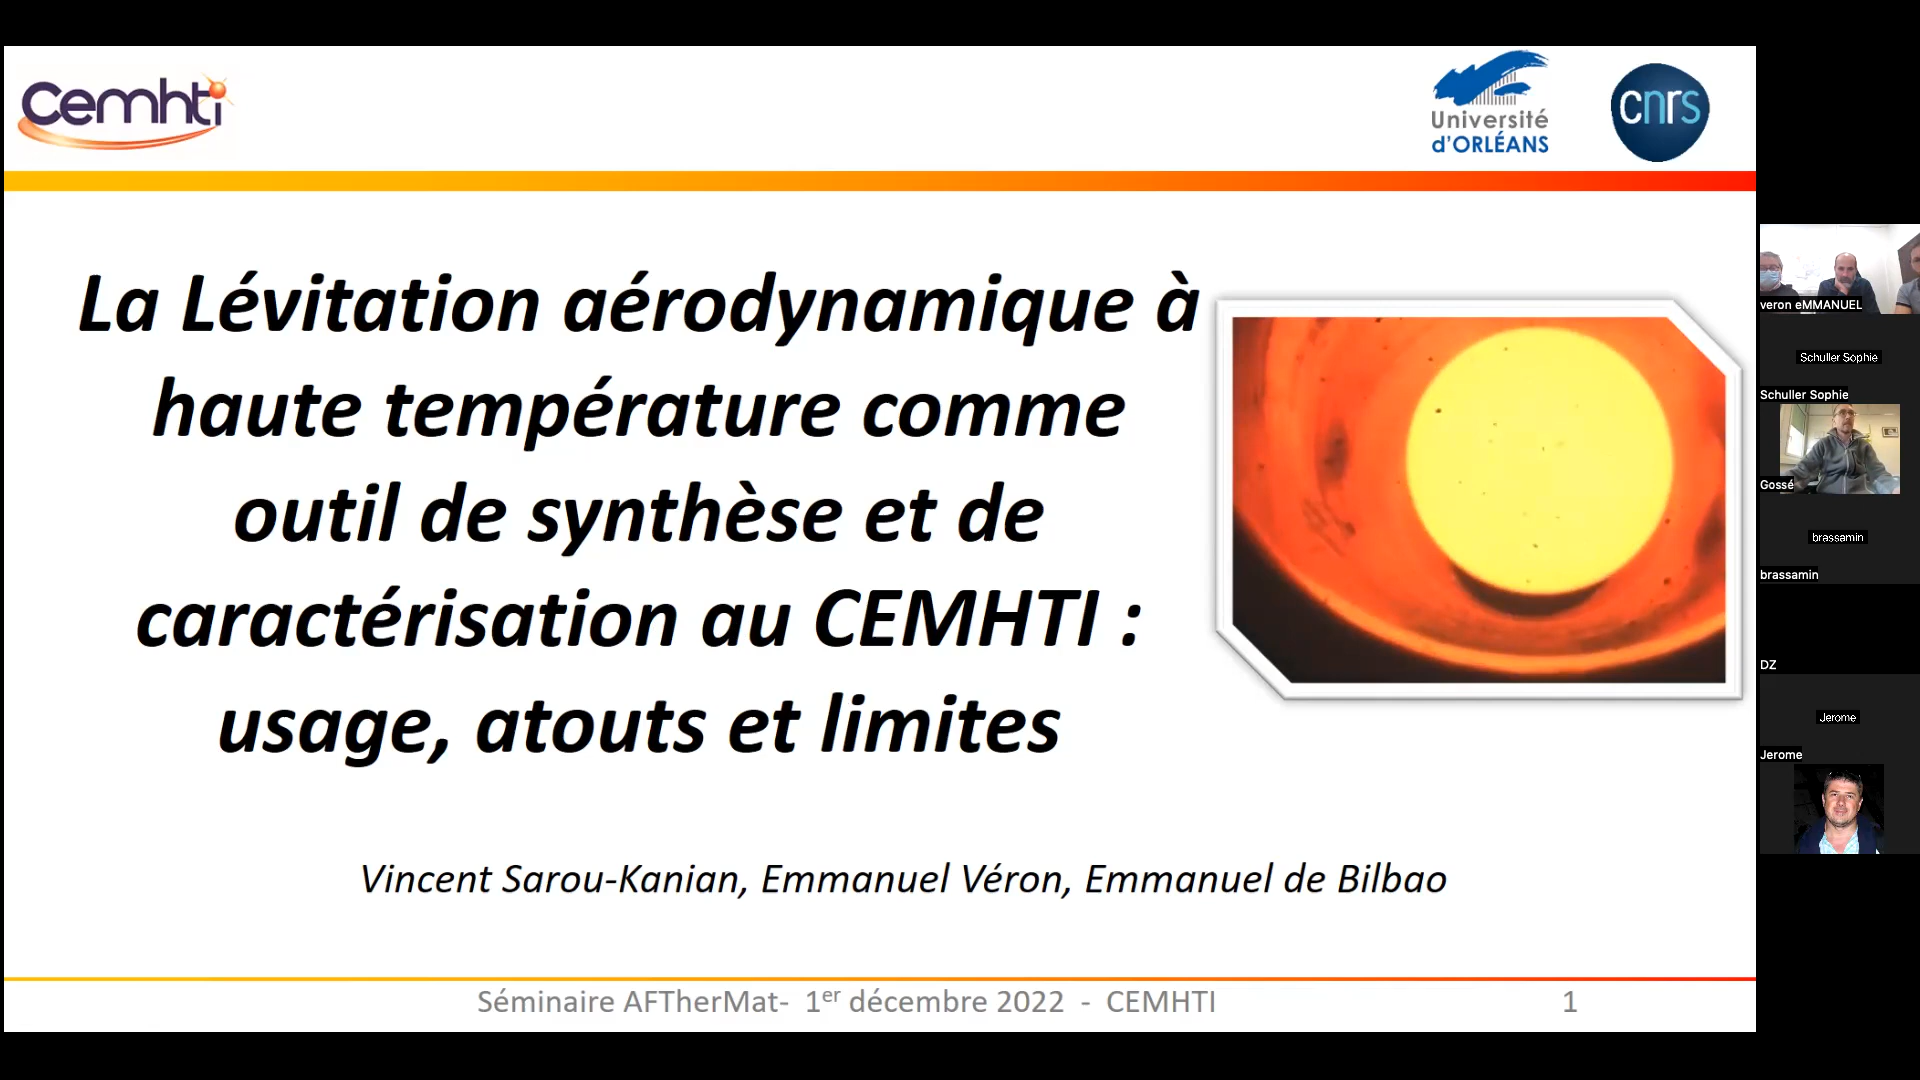 cemhti
Université
d'ORLÉANS
cnrs
La Lévitation aérodynamique à
haute température comme
outil de synthèse et de
caractérisation au CEMHTI :
usage, atouts et limites
Vincent Sarou-Kanian, Emmanuel Véron, Emmanuel de Bilbao
Séminaire AFTherMat- 1er décembre 2022 - CEMHTI
1
veron eMMANUEL
Schuller Sophie
Schuller Sophie
Gossé
brassamin
brassamin
DZ
Jerome
Jerome